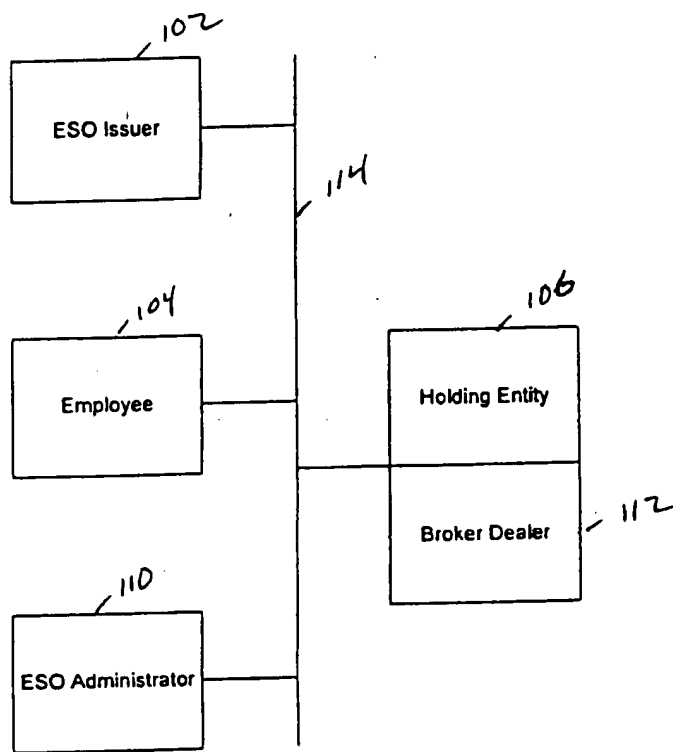 102
ESO Issuer
114
104
Employee
106
Holding Entity
Broker Dealer
112
110
ESO Administrator